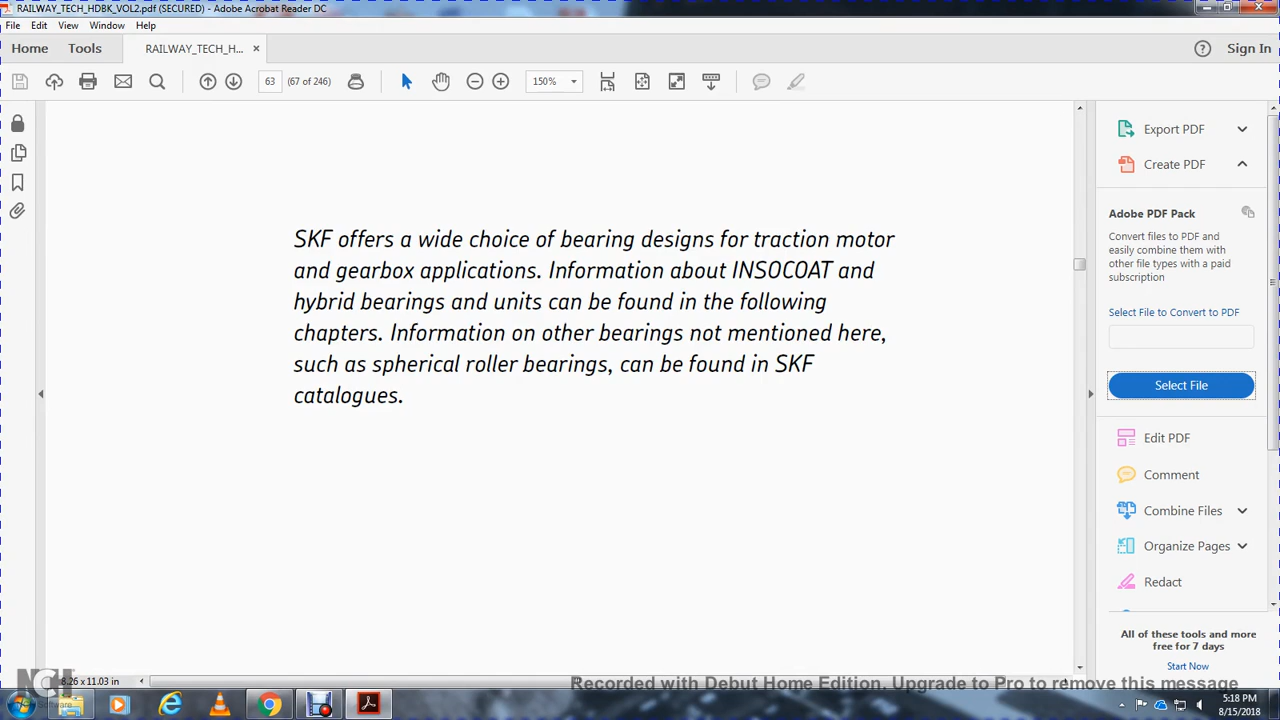 RAILWAY_TECH_HDBK_VOL2.pdf (SECURED) - Adobe Acrobat Reader DC
File Edit View Window Help
Home Tools RAILWAY_TECH_H... × Sign In
63 (67 of 246) 150%
Export PDF
Create PDF
Adobe PDF Pack
Convert files to PDF and
easily combine them with
other file types with a paid
subscription
Select File to Convert to PDF
Select File
Edit PDF
Comment
Combine Files
Organize Pages
Redact
All of these tools and more
free for 7 days
Start Now
SKF offers a wide choice of bearing designs for traction motor
and gearbox applications. Information about INSOCOAT and
hybrid bearings and units can be found in the following
chapters. Information on other bearings not mentioned here,
such as spherical roller bearings, can be found in SKF
catalogues.
8.26 x 11.03 in
NCH
Software
Recorded with Debut Home Edition. Upgrade to Pro to remove this message
5:18 PM
8/15/2018